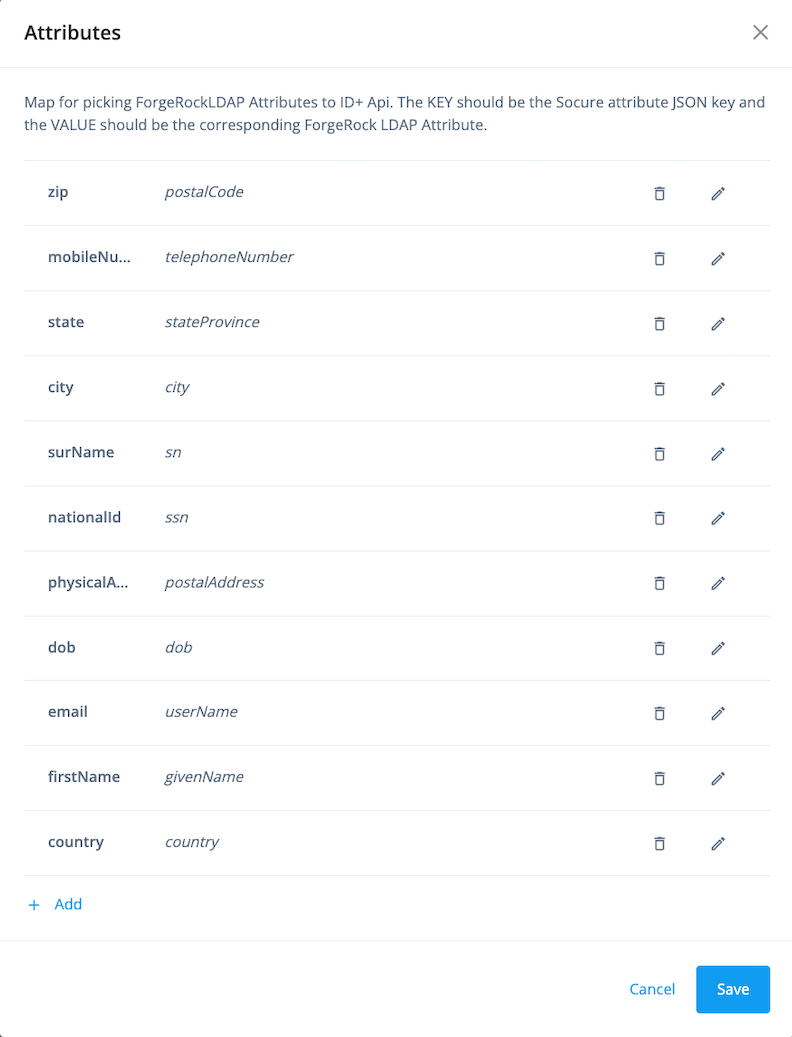 Attributes
Map for picking ForgeRockLDAP Attributes to ID+ Api. The KEY should be the Socure attribute JSON key and
the VALUE should be the corresponding ForgeRock LDAP Attribute.
zip postalCode
mobileNu... telephoneNumber
state stateProvince
city city
surName sn
nationalId ssn
physicalA... postalAddress
dob dob
email userName
firstName givenName
country country
+ Add
Cancel Save